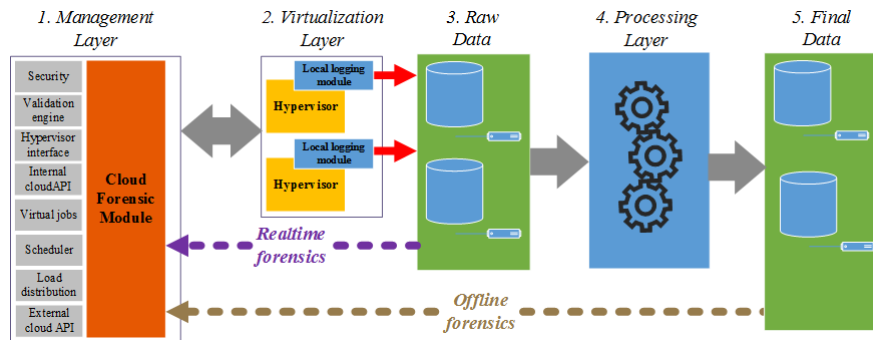 1. Management
Layer
2. Virtualization
Layer
3. Raw
Data
4. Processing
Layer
5. Final
Data
Security
Validation
engine
Hypervisor
interface
Internal
cloudAPI
Virtual jobs
Scheduler
Load
distribution
External
cloud API
Cloud
Forensic
Module
Local logging
module
Hypervisor
Local logging
module
Hypervisor
Realtime
forensics
Offline
forensics